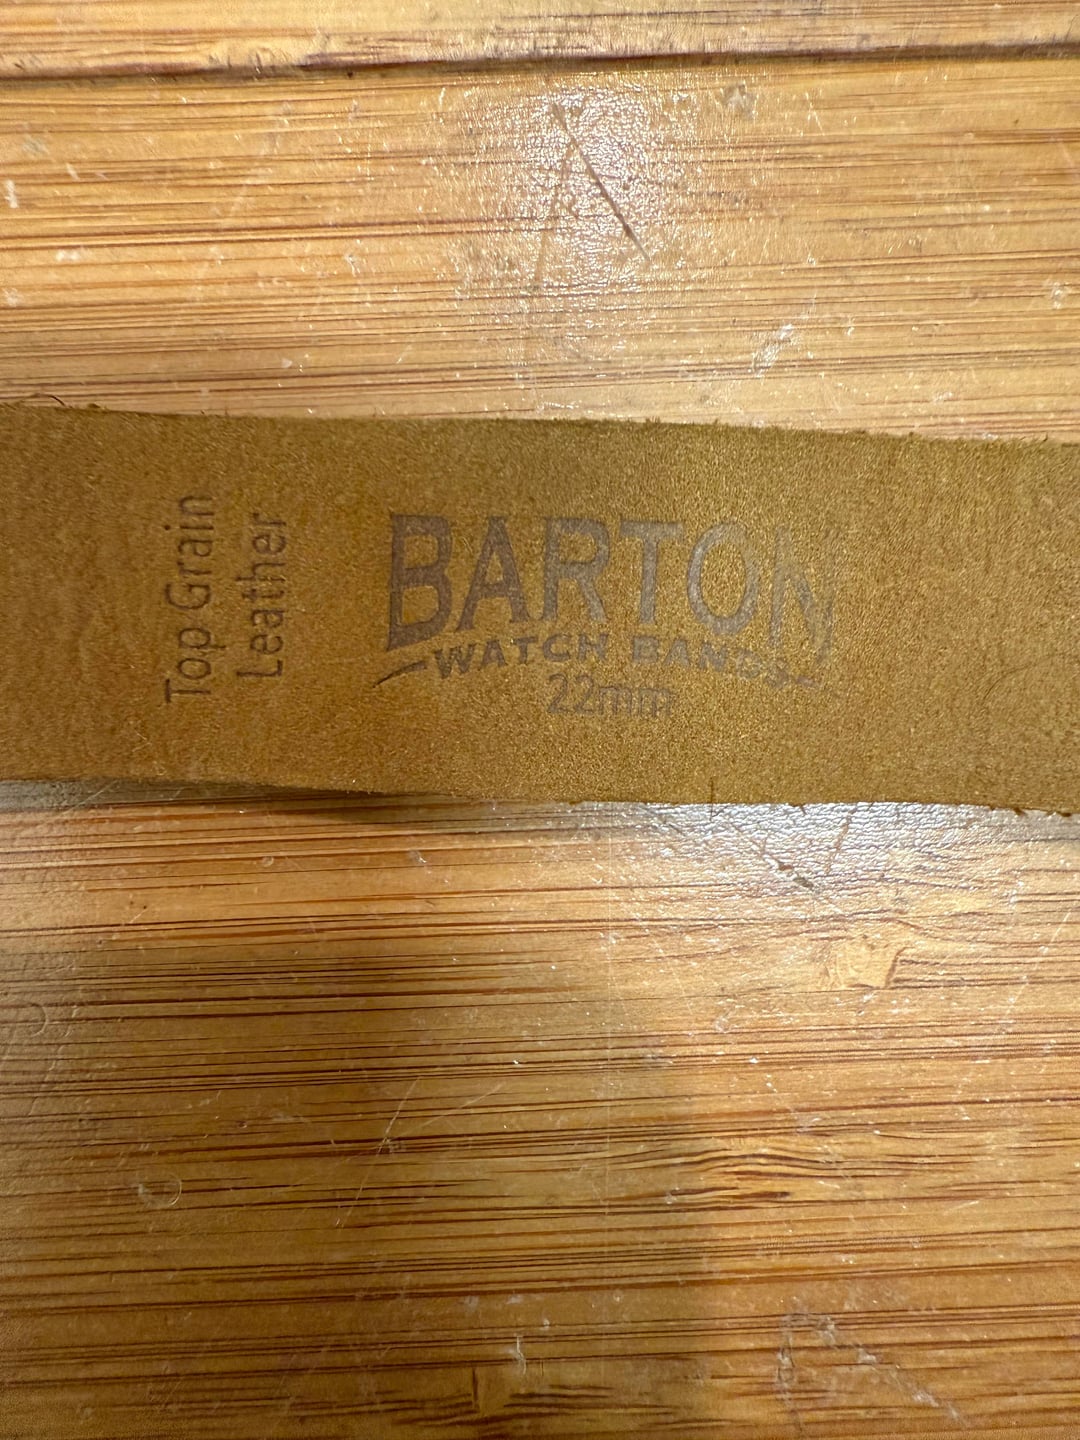 Top Grain
Leather
BARTON
WATCH BANDS
22mm